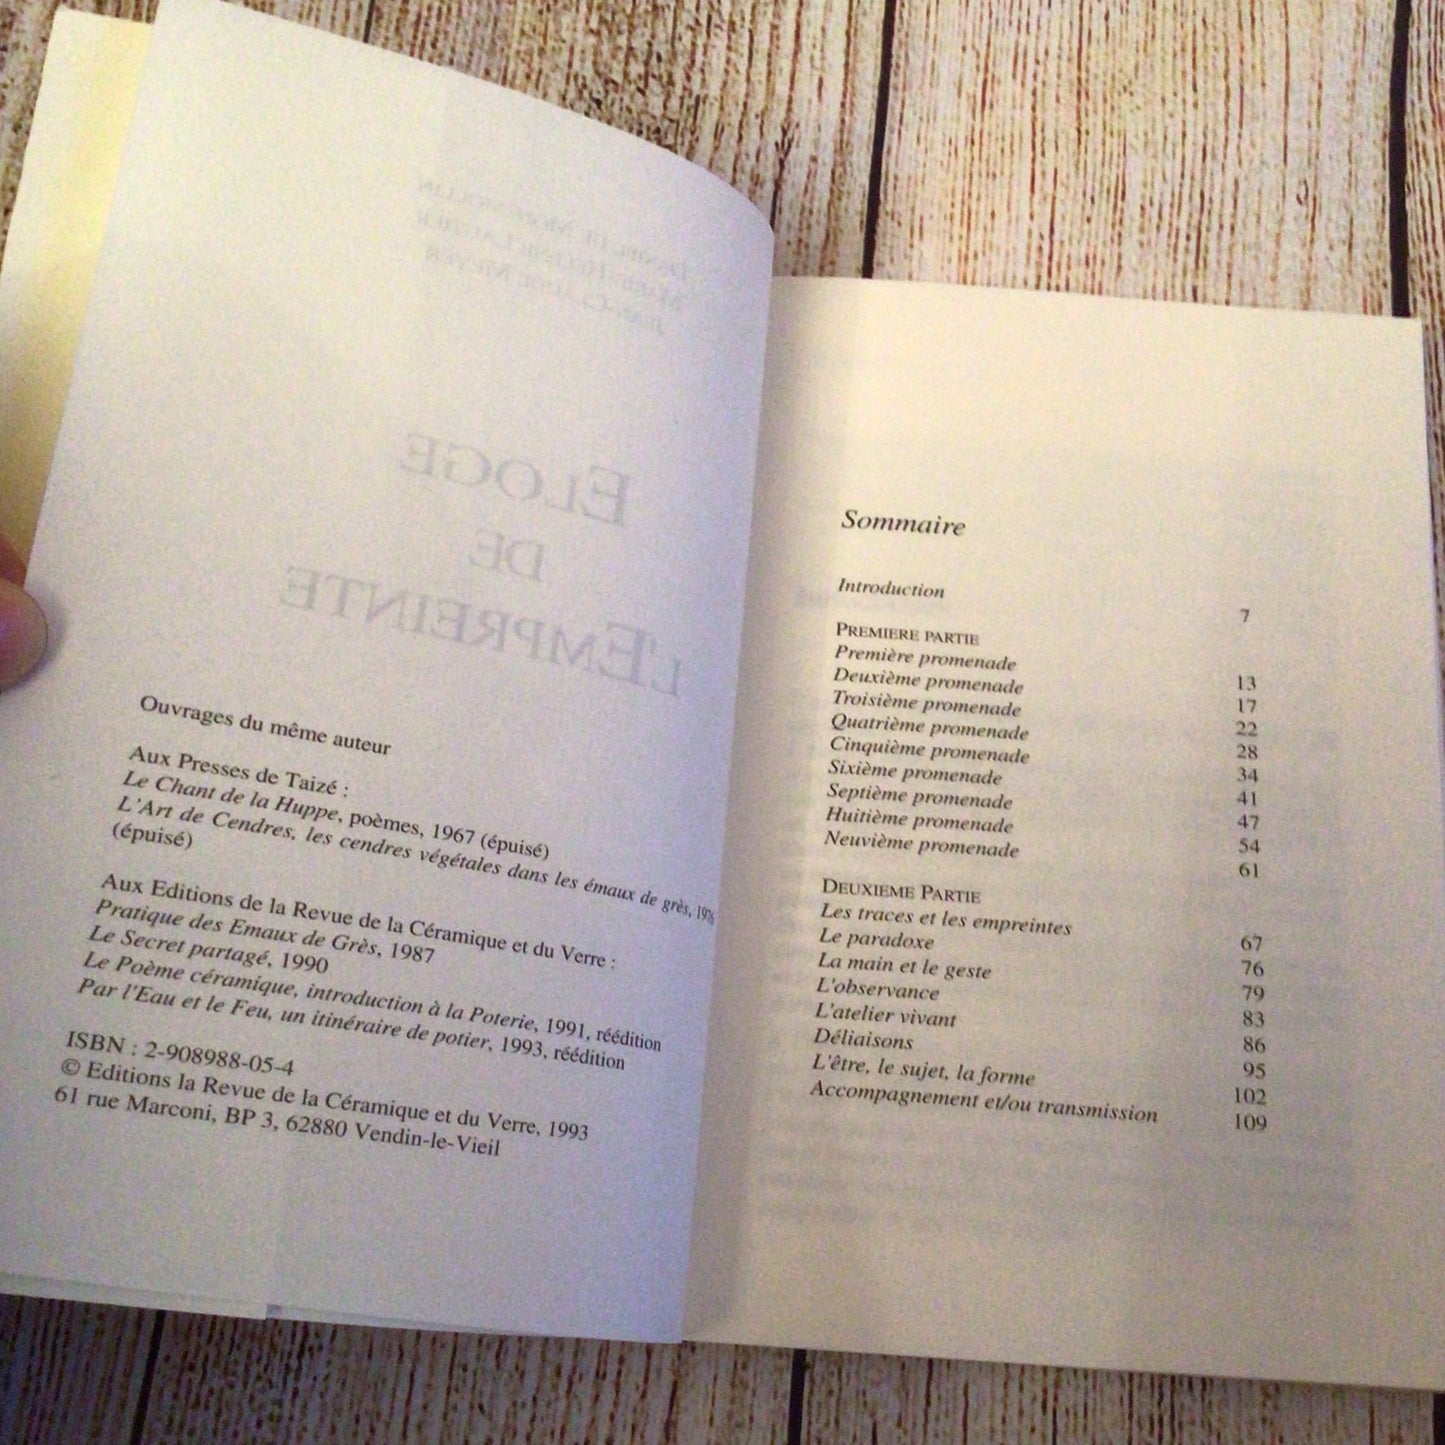 ELOGE
DE
L'EMPREINTE
Ouvrages du même auteur
Aux Presses de Taizé :
Le Chant de la Huppe, poèmes, 1967 (épuisé)
L'Art de Cendres, les cendres végétales dans les émaux de grès, 1976
(épuisé)
Aux Editions de la Revue de la Céramique et du Verre :
Pratique des Emaux de Grès, 1987
Le Secret partagé, 1990
Le Poème céramique, introduction à la Poterie, 1991, réédition
Par l'Eau et le Feu, un itinéraire de potier, 1993, réédition
ISBN : 2-908988-05-4
© Editions la Revue de la Céramique et du Verre, 1993
61 rue Marconi, BP 3, 62880 Vendin-le-Vieil
Sommaire
Introduction 7
PREMIERE PARTIE
Première promenade 13
Deuxième promenade 17
Troisième promenade 22
Quatrième promenade 28
Cinquième promenade 34
Sixième promenade 41
Septième promenade 47
Huitième promenade 54
Neuvième promenade 61
DEUXIEME PARTIE
Les traces et les empreintes 67
Le paradoxe 76
La main et le geste 79
L'observance 83
L'atelier vivant 86
Déliaisons 95
L'être, le sujet, la forme 102
Accompagnement et/ou transmission 109